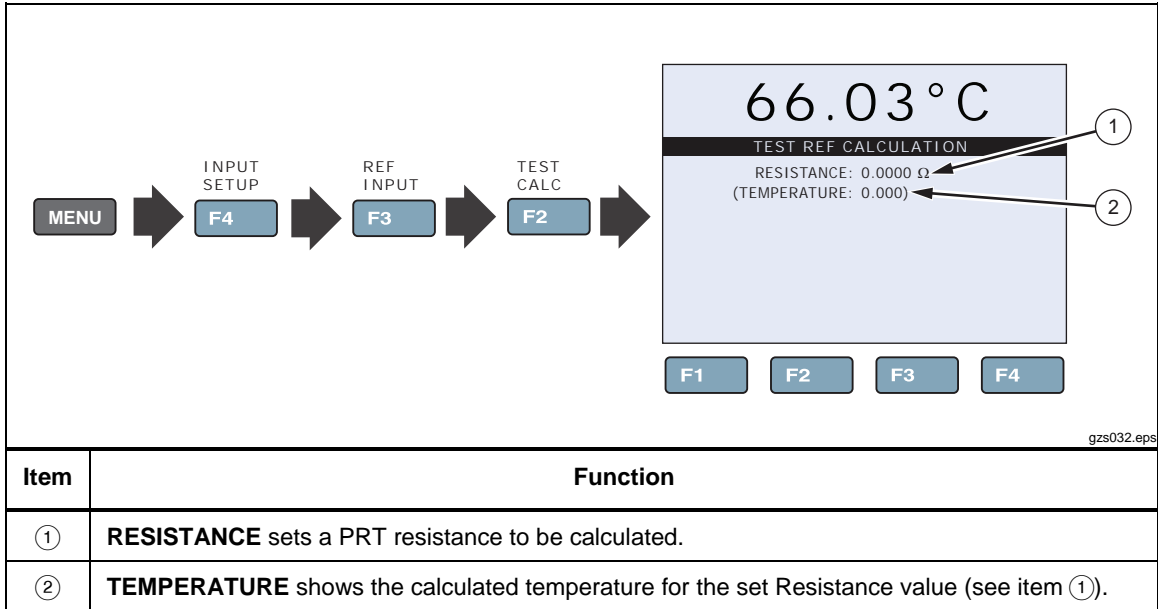 66.03°C
TEST REF CALCULATION
RESISTANCE: 0.0000 Ω
(TEMPERATURE: 0.000)
1
2
INPUT SETUP
REF INPUT
TEST CALC
MENU
F4
F3
F2
F1
F2
F3
F4
gzs032.eps
Item Function
① RESISTANCE sets a PRT resistance to be calculated.
② TEMPERATURE shows the calculated temperature for the set Resistance value (see item ①).